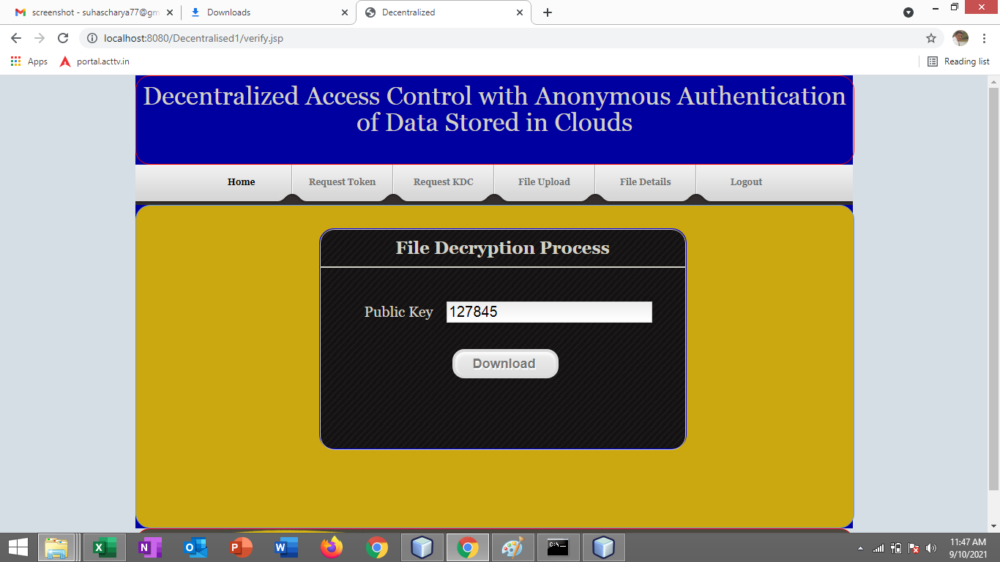 screenshot - suhascharya77@gm
Downloads
Decentralized
localhost:8080/Decentralised1/verify.jsp
Apps
portal.acttv.in
Reading list
Decentralized Access Control with Anonymous Authentication
of Data Stored in Clouds
Home
Request Token
Request KDC
File Upload
File Details
Logout
File Decryption Process
Public Key
127845
Download
11:47 AM
9/10/2021